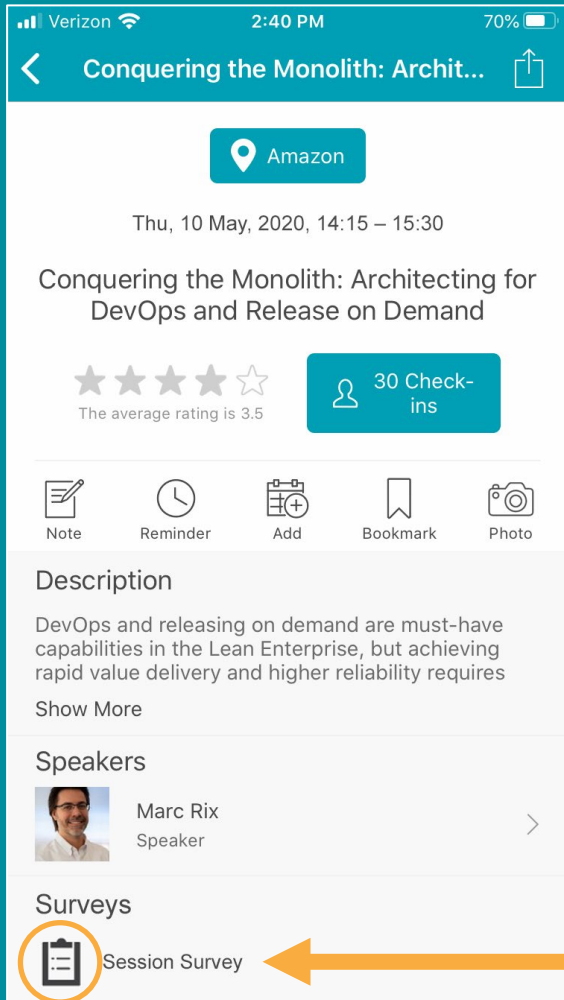 Verizon 2:40 PM 70%
Conquering the Monolith: Archit...
Amazon
Thu, 10 May, 2020, 14:15 – 15:30
Conquering the Monolith: Architecting for
DevOps and Release on Demand
The average rating is 3.5
30 Check-
ins
Note Reminder Add Bookmark Photo
Description
DevOps and releasing on demand are must-have
capabilities in the Lean Enterprise, but achieving
rapid value delivery and higher reliability requires
Show More
Speakers
Marc Rix
Speaker
Surveys
Session Survey